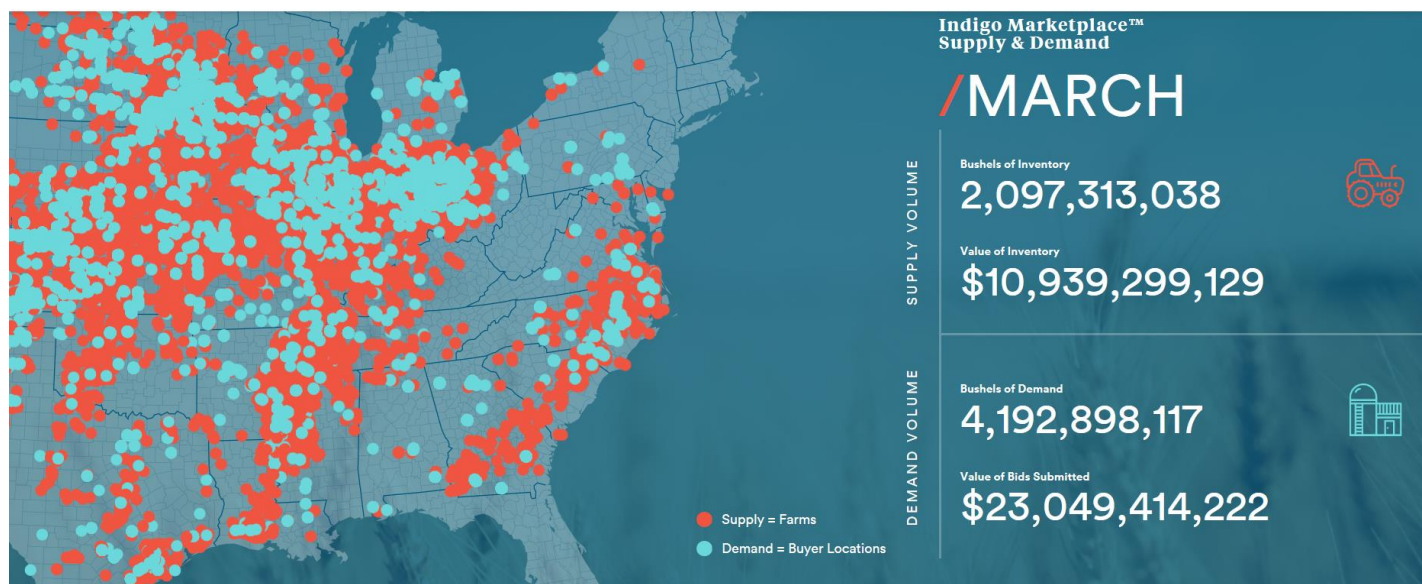 Indigo Marketplace™
Supply & Demand
/MARCH
SUPPLY VOLUME
Bushels of Inventory
2,097,313,038
Value of Inventory
$10,939,299,129
DEMAND VOLUME
Bushels of Demand
4,192,898,117
Value of Bids Submitted
$23,049,414,222
Supply = Farms
Demand = Buyer Locations